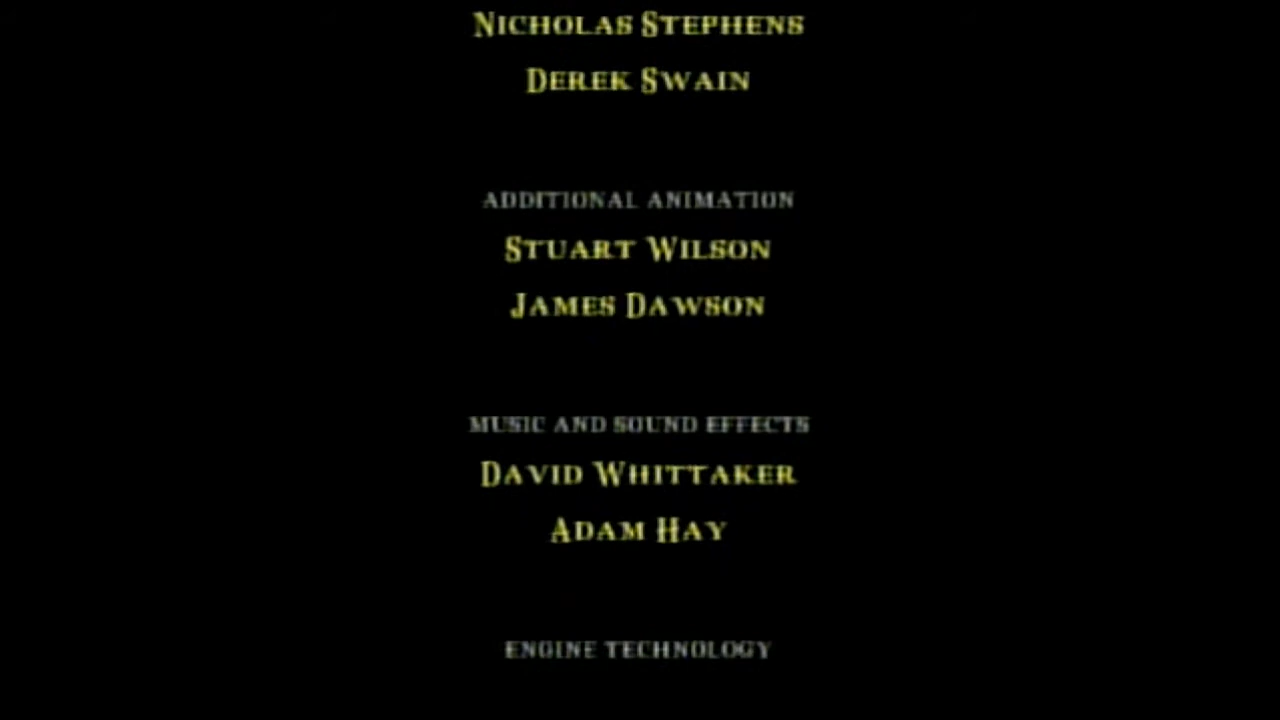 Nicholas Stephens
Derek Swain
Additional Animation
Stuart Wilson
James Dawson
Music and Sound Effects
David Whittaker
Adam Hay
Engine Technology